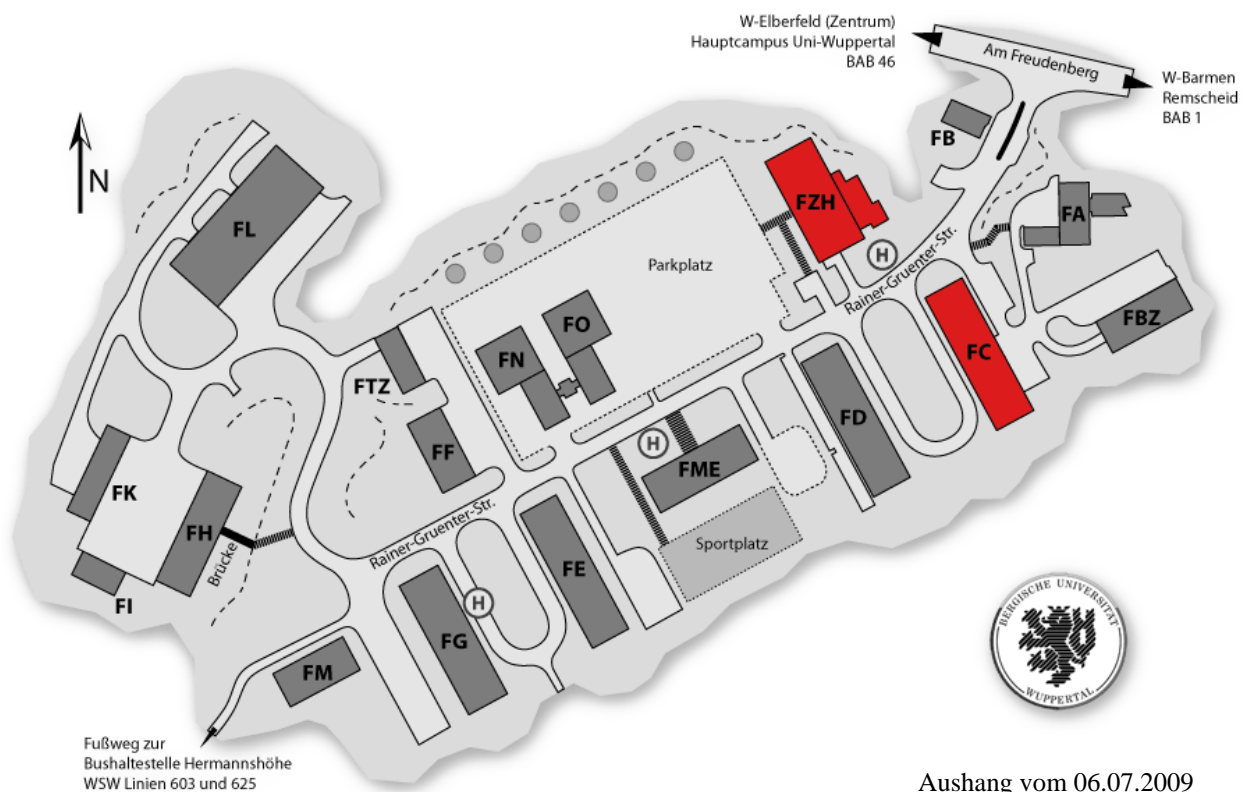 W-Elberfeld (Zentrum)
Hauptcampus Uni-Wuppertal
BAB 46
Am Freudenberg
W-Barmen
Remscheid
BAB 1
N
FB
FL
FZH
FA
H
Parkplatz
Rainer-Gruenter-Str.
FO
FN
FBZ
FC
FTZ
FD
FF
H
FME
FK
FH
Rainer-Gruenter-Str.
Sportplatz
Brücke
FE
FI
H
FG
FM
BERGISCHE UNIVERSITÄT
WUPPERTAL
Fußweg zur
Bushaltestelle Hermannshöhe
WSW Linien 603 und 625
Aushang vom 06.07.2009